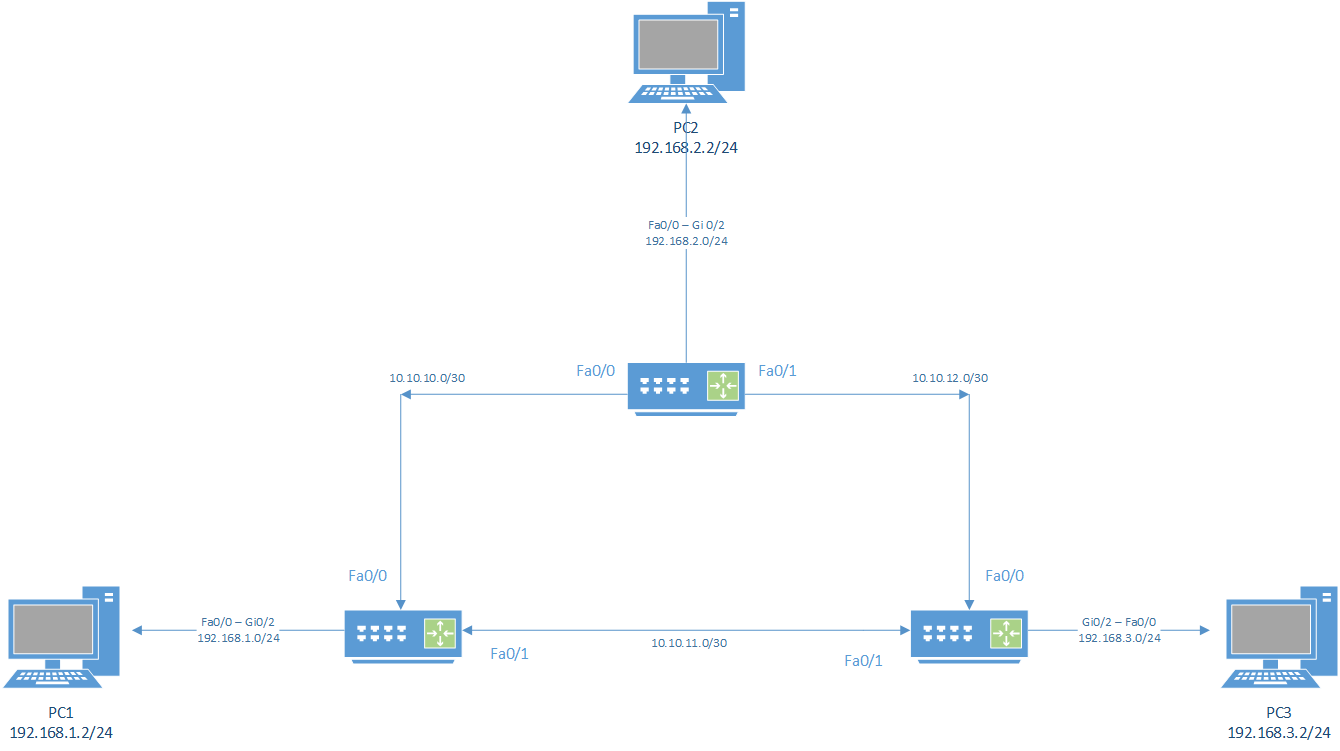 PC2
192.168.2.2/24
Fa0/0 – Gi 0/2
192.168.2.0/24
Fa0/0
Fa0/1
10.10.10.0/30
10.10.12.0/30
Fa0/0
Fa0/0
Fa0/0 – Gi0/2
192.168.1.0/24
Fa0/1
10.10.11.0/30
Fa0/1
Gi0/2 – Fa0/0
192.168.3.0/24
PC1
192.168.1.2/24
PC3
192.168.3.2/24